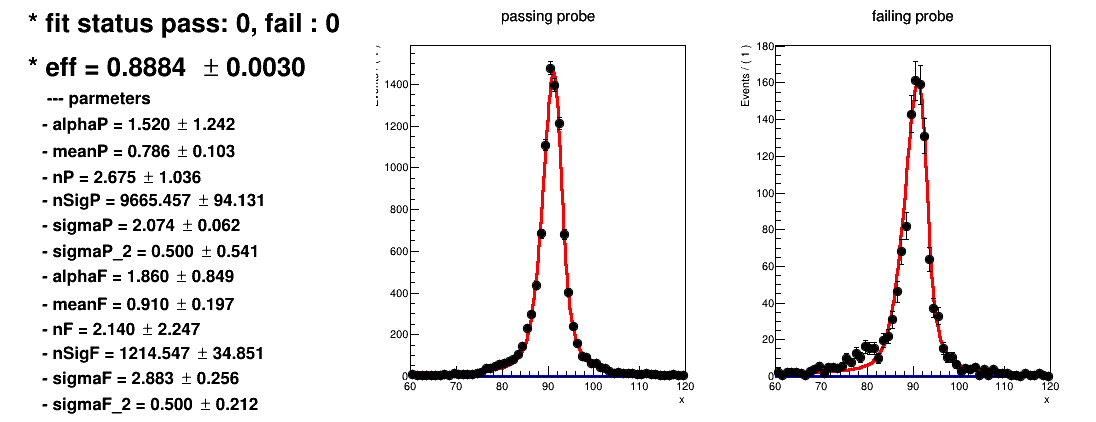 * fit status pass: 0, fail : 0
* eff = 0.8884 ± 0.0030
--- parmeters
- alphaP = 1.520 ± 1.242
- meanP = 0.786 ± 0.103
- nP = 2.675 ± 1.036
- nSigP = 9665.457 ± 94.131
- sigmaP = 2.074 ± 0.062
- sigmaP_2 = 0.500 ± 0.541
- alphaF = 1.860 ± 0.849
- meanF = 0.910 ± 0.197
- nF = 2.140 ± 2.247
- nSigF = 1214.547 ± 34.851
- sigmaF = 2.883 ± 0.256
- sigmaF_2 = 0.500 ± 0.212
passing probe
1400
1200
1000
800
600
400
200
0
60 70 80 90 100 110 120
x
failing probe
Events / ( 1 )
180
160
140
120
100
80
60
40
20
0
60 70 80 90 100 110 120
x